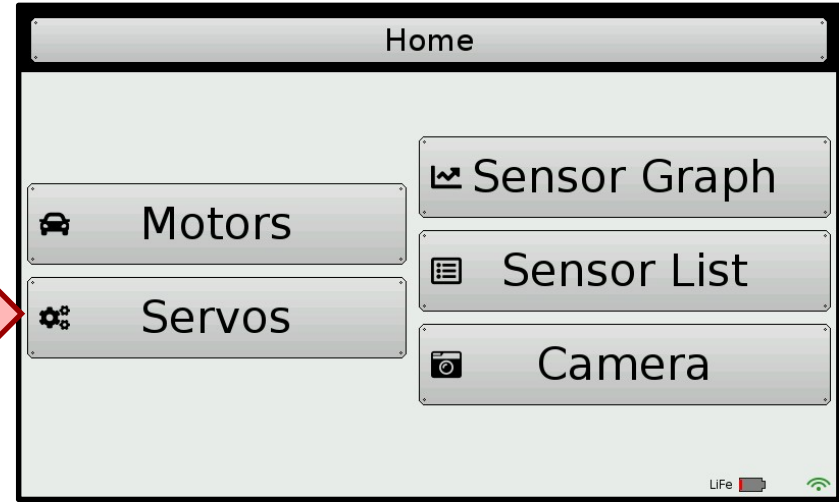 Home
Motors
Servos
Sensor Graph
Sensor List
Camera
LiFe